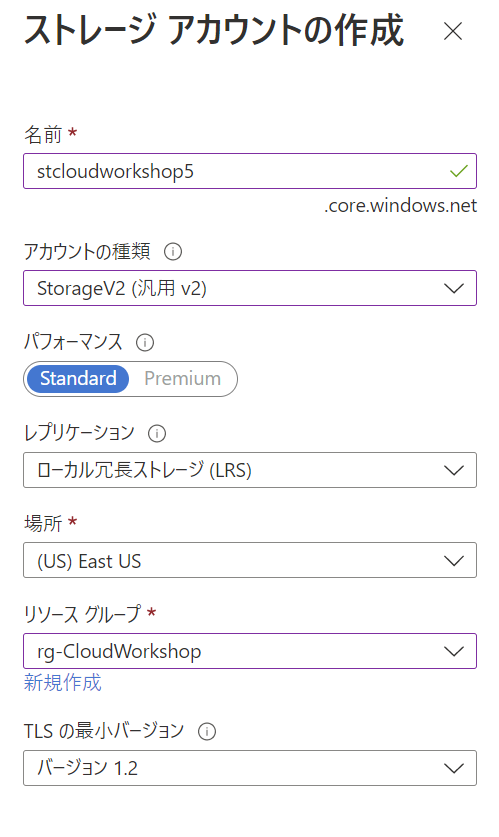 ストレージ アカウントの作成
名前 *
stcloudworkshop5
.core.windows.net
アカウントの種類
StorageV2 (汎用 v2)
パフォーマンス
Standard Premium
レプリケーション
ローカル冗長ストレージ (LRS)
場所 *
(US) East US
リソース グループ *
rg-CloudWorkshop
新規作成
TLS の最小バージョン
バージョン 1.2